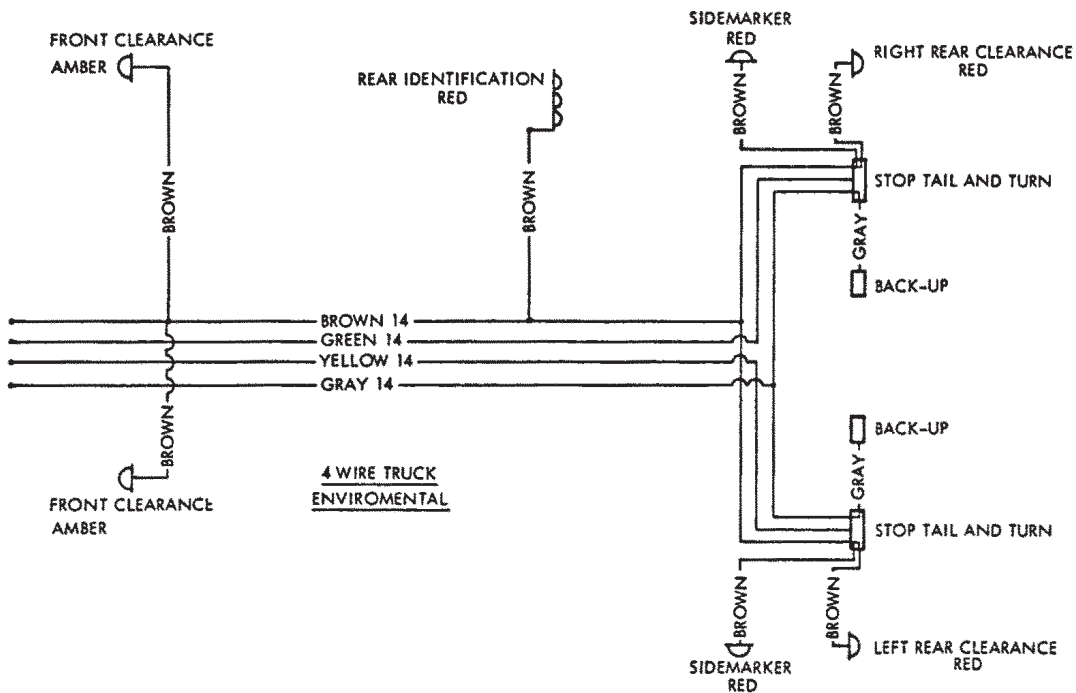 SIDEMARKER
RED
FRONT CLEARANCE
AMBER
REAR IDENTIFICATION
RED
RIGHT REAR CLEARANCE
RED
BROWN
BROWN
BROWN
BROWN
STOP TAIL AND TURN
GRAY
BACK-UP
BROWN 14
GREEN 14
YELLOW 14
GRAY 14
BROWN
BACK-UP
GRAY
4 WIRE TRUCK
ENVIROMENTAL
FRONT CLEARANCE
AMBER
STOP TAIL AND TURN
BROWN
BROWN
SIDEMARKER
RED
LEFT REAR CLEARANCE
RED